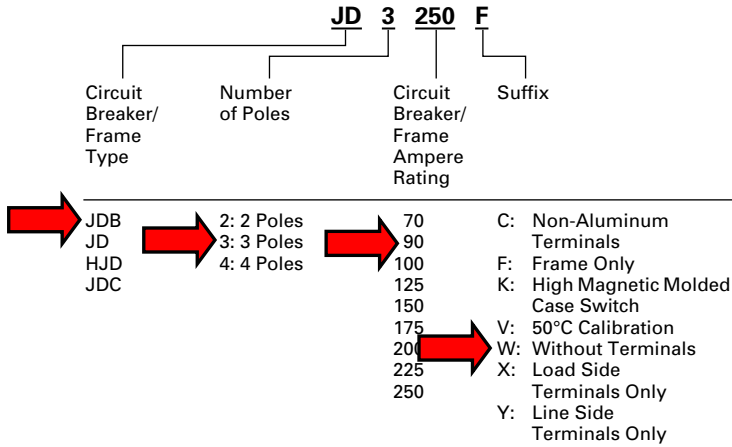 JD 3 250 F
Circuit Breaker/ Frame Type
Number of Poles
Circuit Breaker/ Frame Ampere Rating
Suffix
JDB
JD
HJD
JDC
2: 2 Poles
3: 3 Poles
4: 4 Poles
70
90
100
125
150
175
200
225
250
C: Non-Aluminum
Terminals
F: Frame Only
K: High Magnetic Molded
Case Switch
V: 50°C Calibration
W: Without Terminals
X: Load Side
Terminals Only
Y: Line Side
Terminals Only